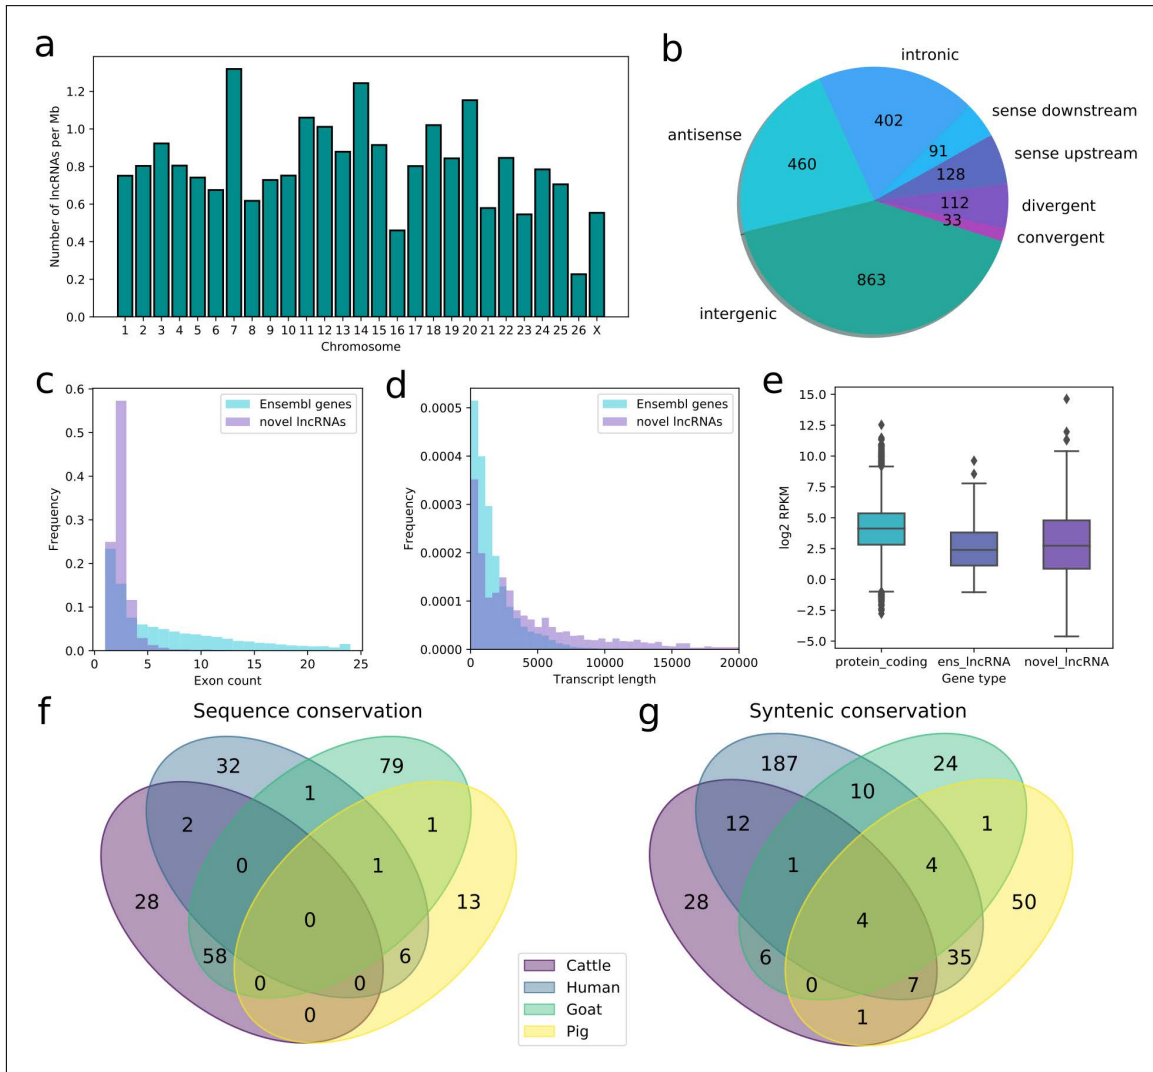 a
Number of lncRNAs per Mb
1.2
1.0
0.8
0.6
0.4
0.2
0.0
1 2 3 4 5 6 7 8 9 10 11 12 13 14 15 16 17 18 19 20 21 22 23 24 25 26 X
Chromosome
b
intronic
sense downstream
sense upstream
divergent
convergent
intergenic
antisense
402
91
128
112
33
863
460
c
0.6
0.5
0.4
0.3
0.2
0.1
0.0
Frequency
Ensembl genes
novel lncRNAs
0 5 10 15 20 25
Exon count
d
0.0005
0.0004
0.0003
0.0002
0.0001
0.0000
Frequency
Ensembl genes
novel lncRNAs
0 5000 10000 15000 20000
Transcript length
e
15.0
12.5
10.0
7.5
5.0
2.5
0.0
−2.5
−5.0
log2 RPKM
protein_coding ens_lncRNA novel_lncRNA
Gene type
f
Sequence conservation
32
79
1
2
1
0
1
28
13
0
58
6
0
0
0
Cattle
Human
Goat
Pig
g
Syntenic conservation
187
24
10
12
1
1
4
28
50
4
6
35
0
7
1